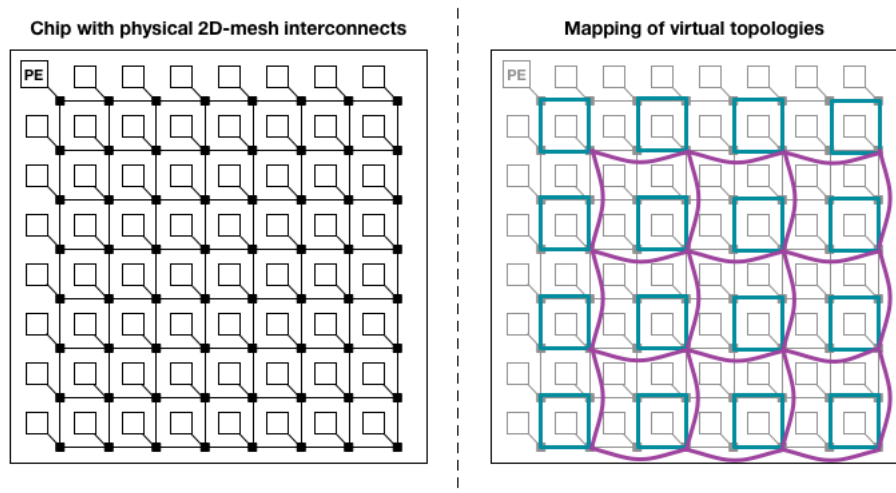 Chip with physical 2D-mesh interconnects
Mapping of virtual topologies
PE
PE